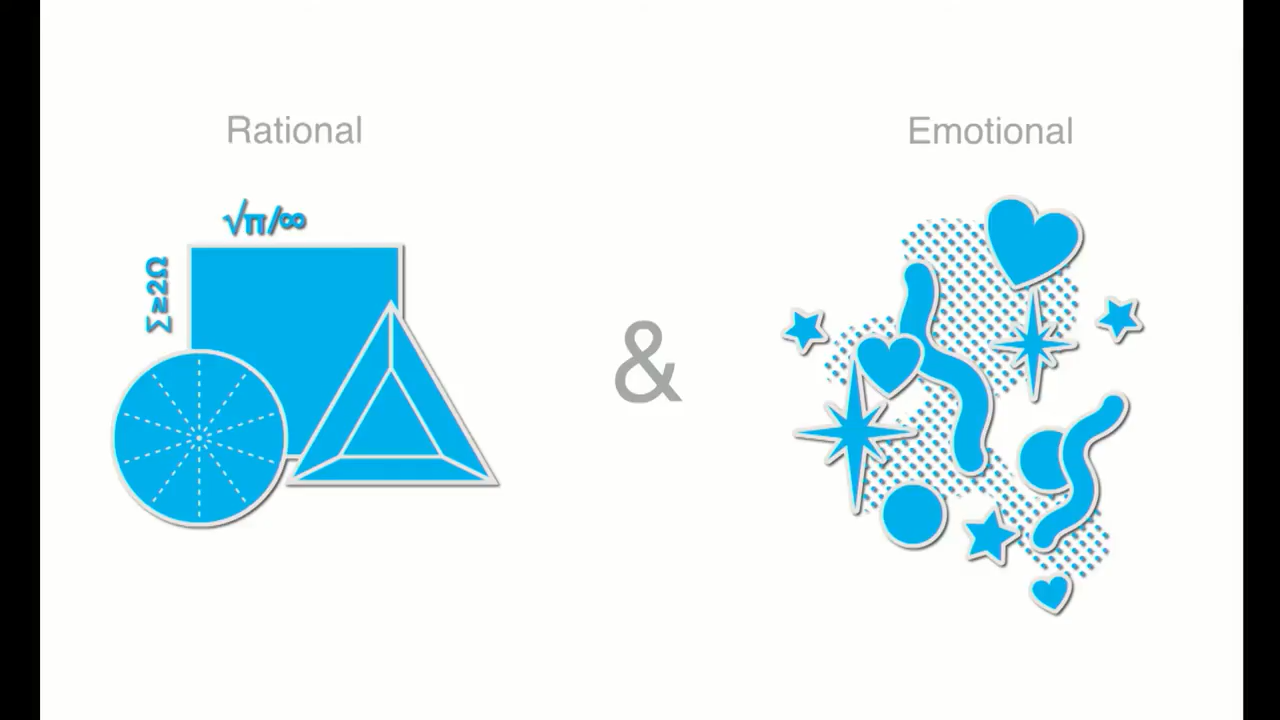 Rational
Emotional
√π/∞
∑≥2Ω
&